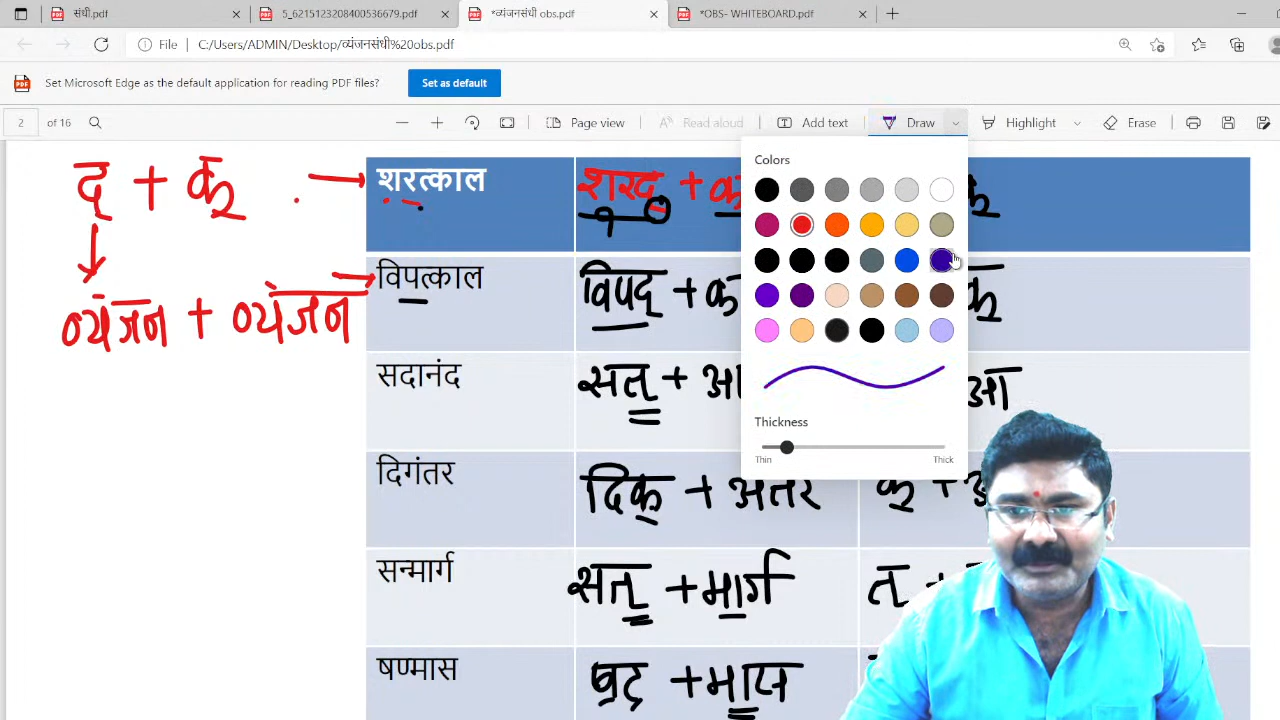 संधी.pdf 5_6215123208400536679.pdf *व्यंजनसंधी obs.pdf *OBS- WHITEBOARD.pdf
File C:/Users/ADMIN/Desktop/व्यंजनसंधी%20obs.pdf
Set Microsoft Edge as the default application for reading PDF files? Set as default
2 of 16 Page view Read aloud Add text Draw Highlight Erase
Colors
Thickness
Thin Thick
द् + क्
व्यंजन + व्यंजन
शरत्काल शरद् +
विपत्काल विपद् +
सदानंद सत् + आ
दिगंतर दिक् + अंतर क् +
सन्मार्ग सत् + मार्ग त् +
षण्मास षट् + मास